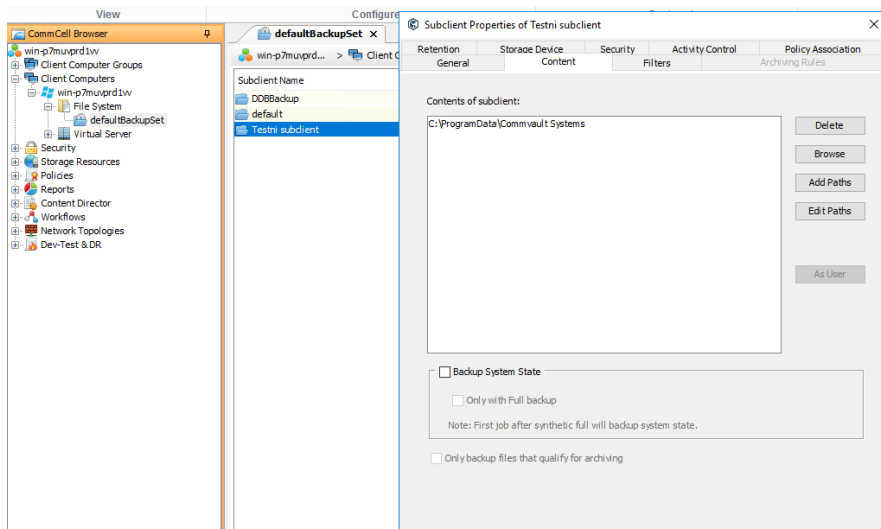 View
Configure
CommCell Browser
win-p7muvprd1vv
Client Computer Groups
Client Computers
win-p7muvprd1vv
File System
defaultBackupSet
Virtual Server
Security
Storage Resources
Policies
Reports
Content Director
Workflows
Network Topologies
Dev-Test & DR
defaultBackupSet
win-p7muvprd... > Client C
Subclient Name
DDBBackup
default
Testni subclient
Subclient Properties of Testni subclient
Retention Storage Device Security Activity Control Policy Association
General Content Filters Archiving Rules
Contents of subclient:
C:\ProgramData\Commvault Systems
Delete
Browse
Add Paths
Edit Paths
As User
Backup System State
Only with Full backup
Note: First job after synthetic full will backup system state.
Only backup files that qualify for archiving